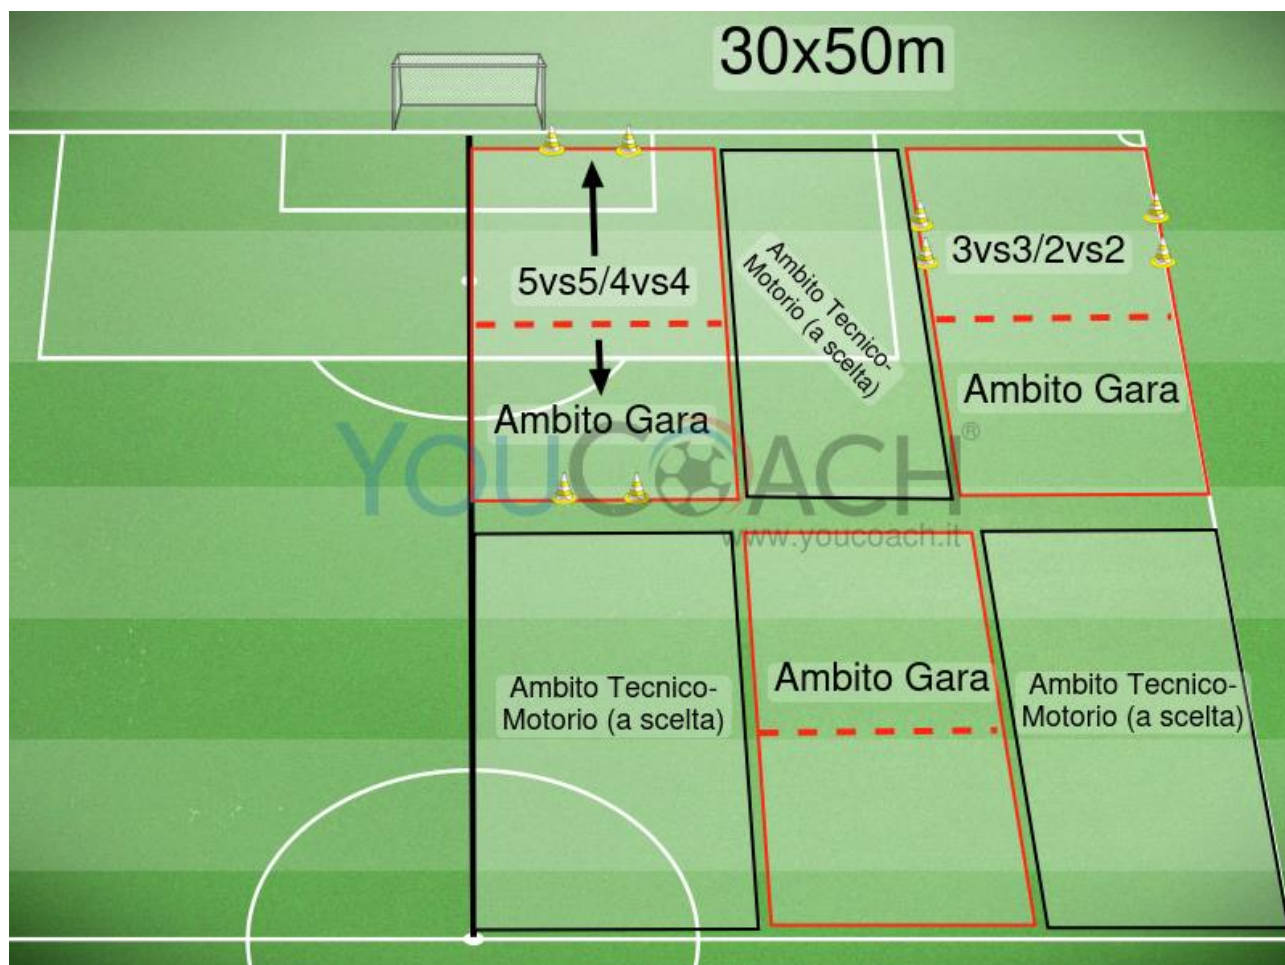 30x50m
5vs5/4vs4
Ambito Gara
Ambito Tecnico-
Motorio (a scelta)
3vs3/2vs2
Ambito Gara
YOUCOACH®
www.youcoach.it
Ambito Tecnico-
Motorio (a scelta)
Ambito Gara
Ambito Tecnico-
Motorio (a scelta)